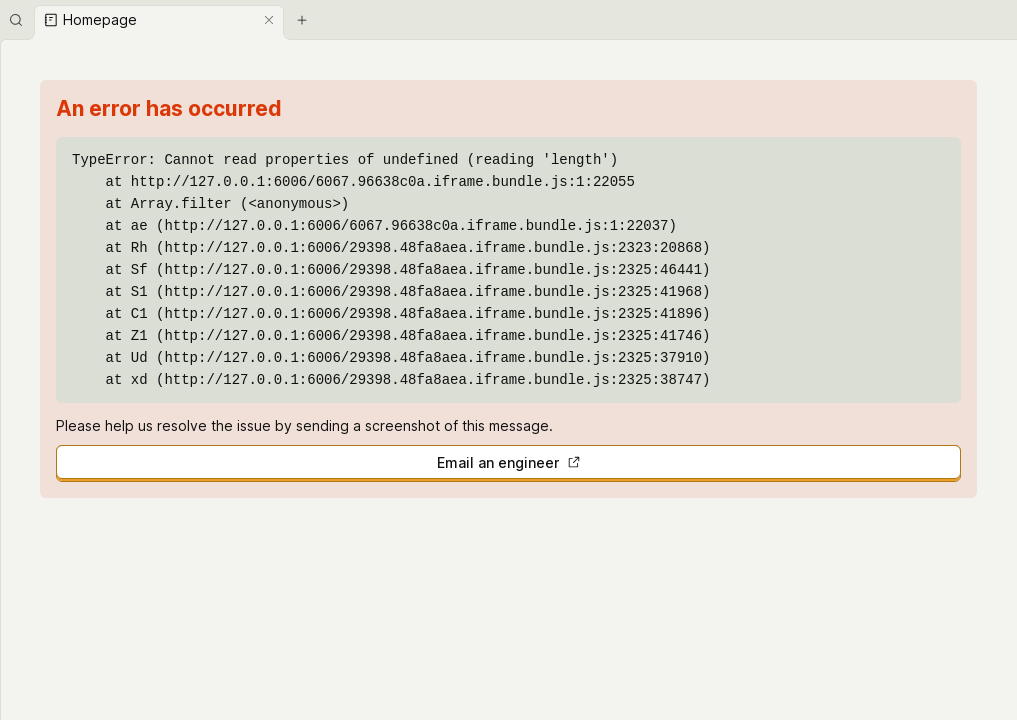 Homepage
An error has occurred
TypeError: Cannot read properties of undefined (reading 'length')
    at http://127.0.0.1:6006/6067.96638c0a.iframe.bundle.js:1:22055
    at Array.filter (<anonymous>)
    at ae (http://127.0.0.1:6006/6067.96638c0a.iframe.bundle.js:1:22037)
    at Rh (http://127.0.0.1:6006/29398.48fa8aea.iframe.bundle.js:2323:20868)
    at Sf (http://127.0.0.1:6006/29398.48fa8aea.iframe.bundle.js:2325:46441)
    at S1 (http://127.0.0.1:6006/29398.48fa8aea.iframe.bundle.js:2325:41968)
    at C1 (http://127.0.0.1:6006/29398.48fa8aea.iframe.bundle.js:2325:41896)
    at Z1 (http://127.0.0.1:6006/29398.48fa8aea.iframe.bundle.js:2325:41746)
    at Ud (http://127.0.0.1:6006/29398.48fa8aea.iframe.bundle.js:2325:37910)
    at xd (http://127.0.0.1:6006/29398.48fa8aea.iframe.bundle.js:2325:38747)
Please help us resolve the issue by sending a screenshot of this message.
Email an engineer